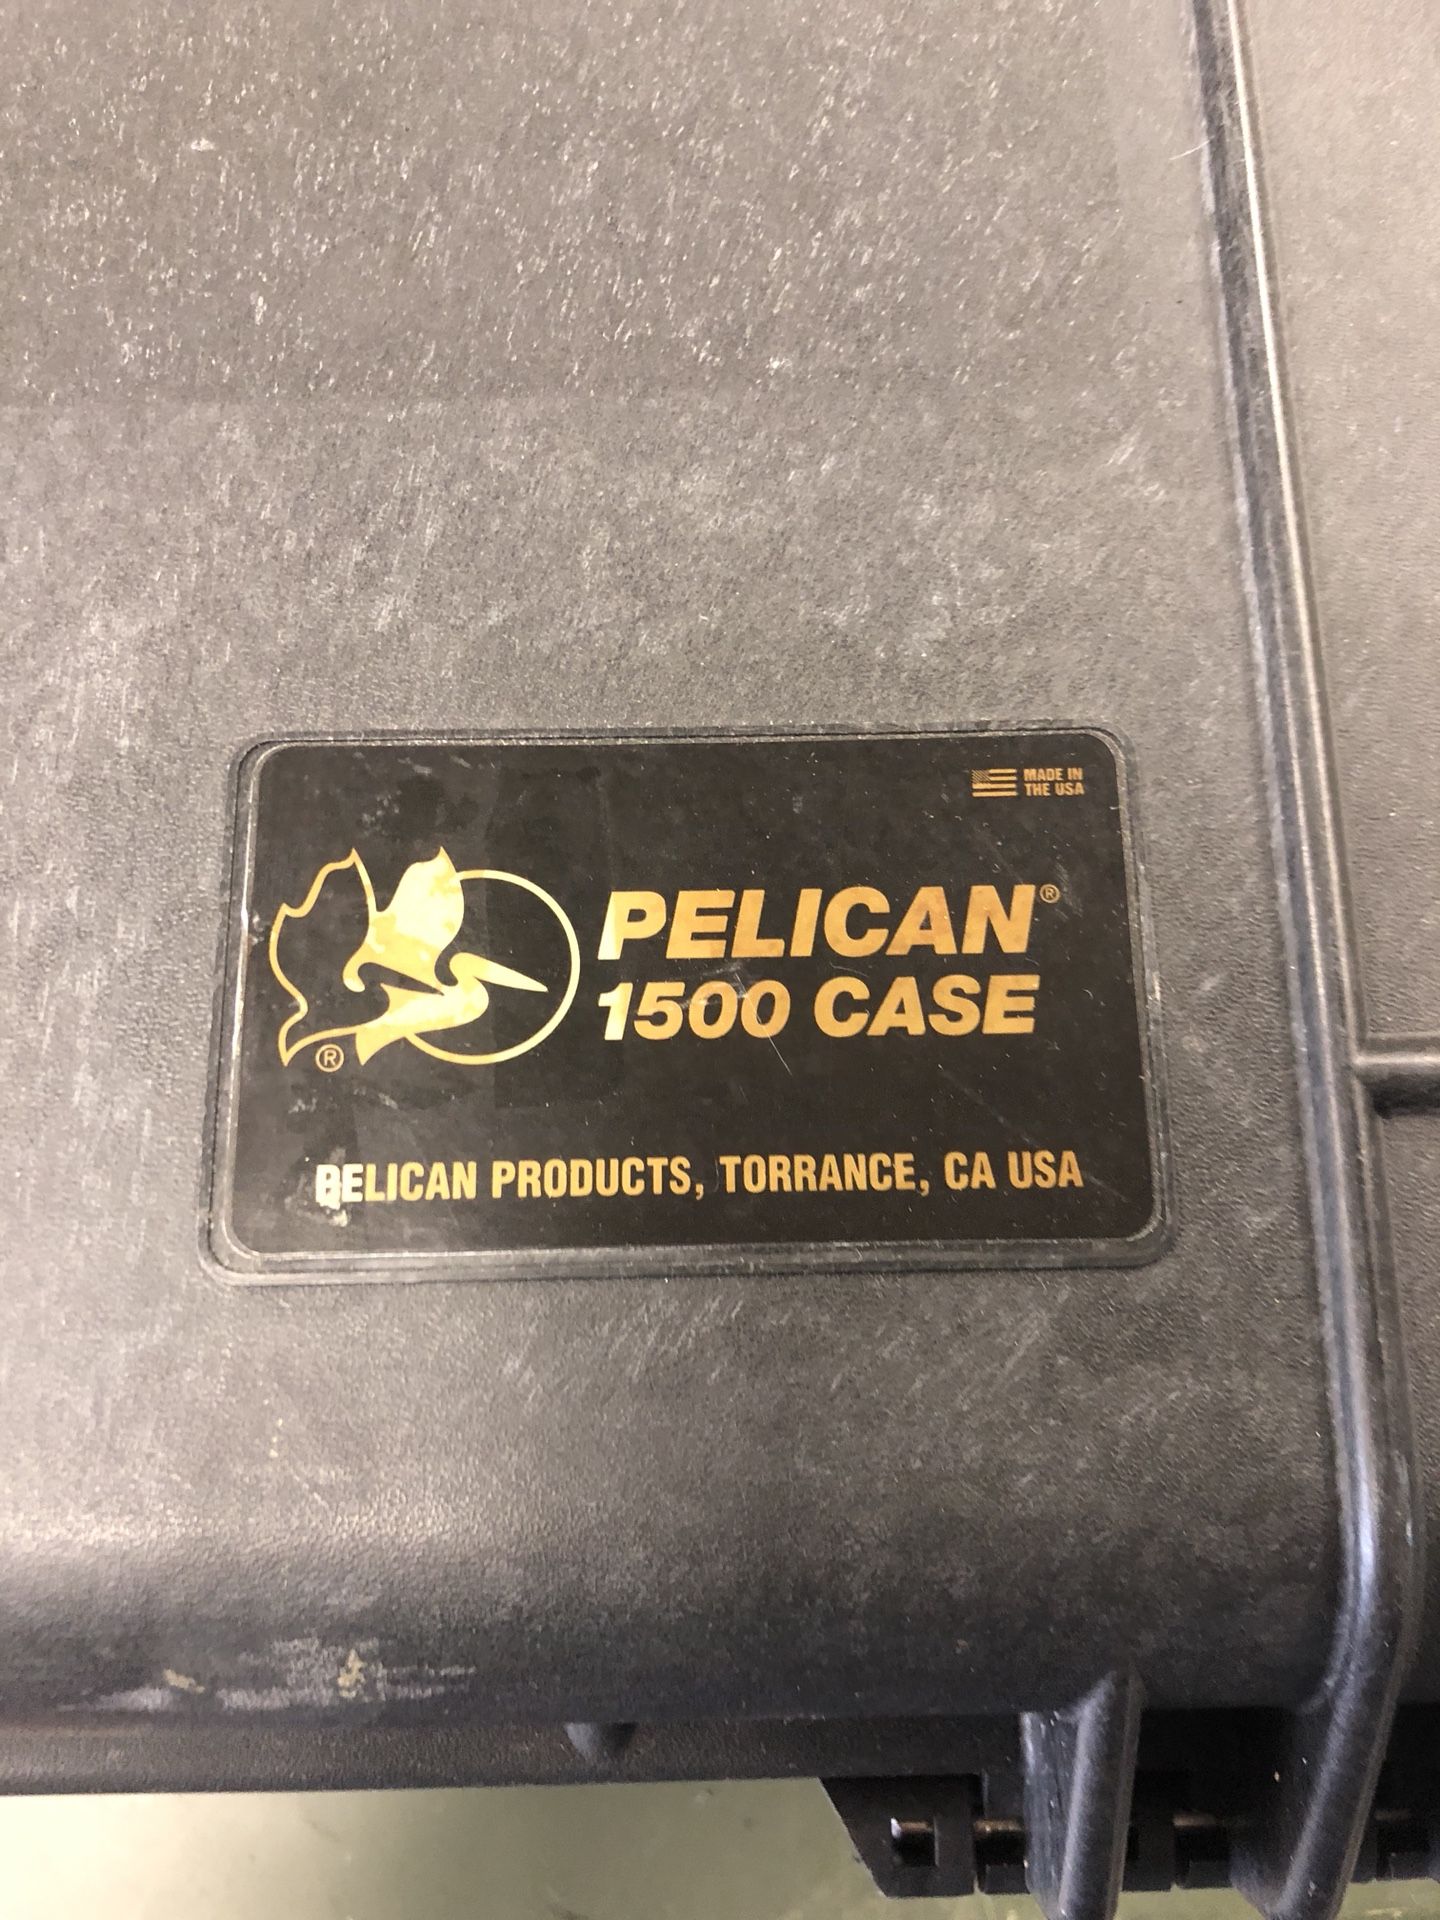 MADE IN
THE USA
PELICAN®
1500 CASE
®
PELICAN PRODUCTS, TORRANCE, CA USA